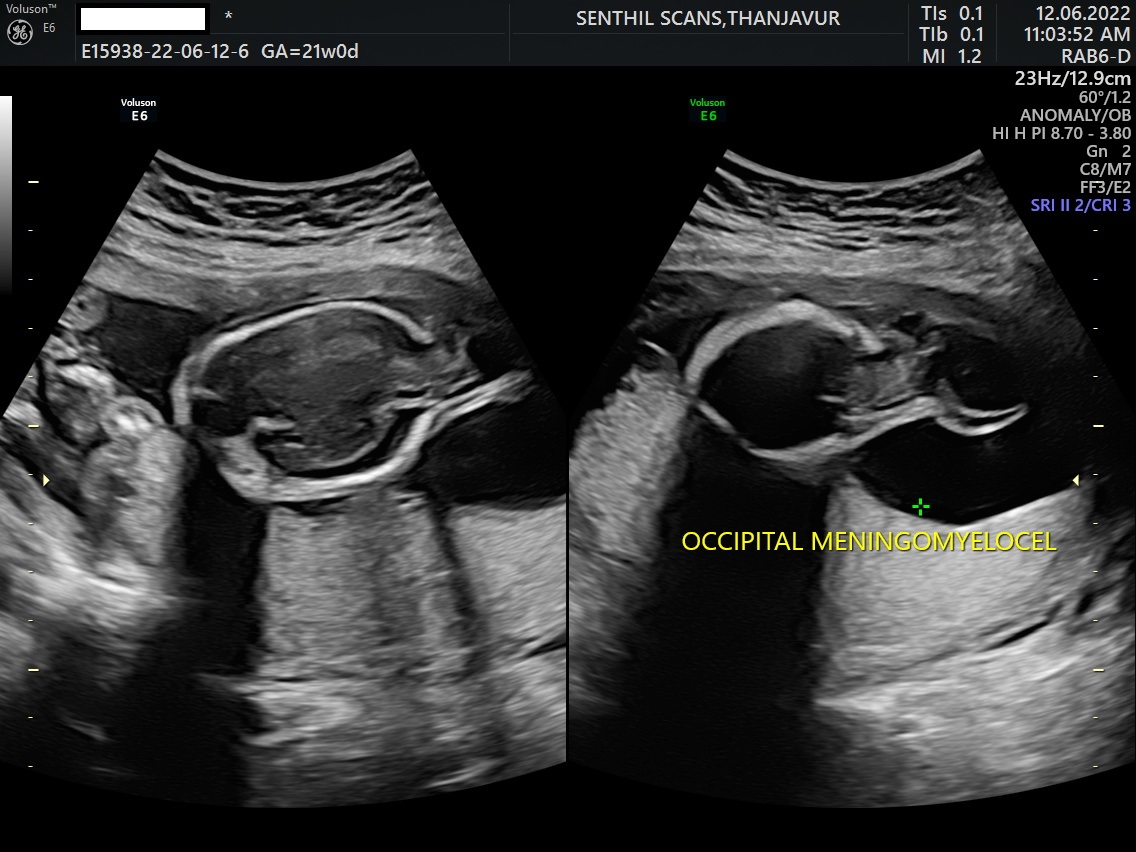 Voluson™
E6
*
E15938-22-06-12-6 GA=21w0d
SENTHIL SCANS,THANJAVUR
TIs 0.1
TIb 0.1
MI 1.2
12.06.2022
11:03:52 AM
RAB6-D
23Hz/12.9cm
60°/1.2
ANOMALY/OB
HI H PI 8.70 - 3.80
Gn 2
C8/M7
FF3/E2
SRI II 2/CRI 3
Voluson
E6
Voluson
E6
OCCIPITAL MENINGOMYELOCEL